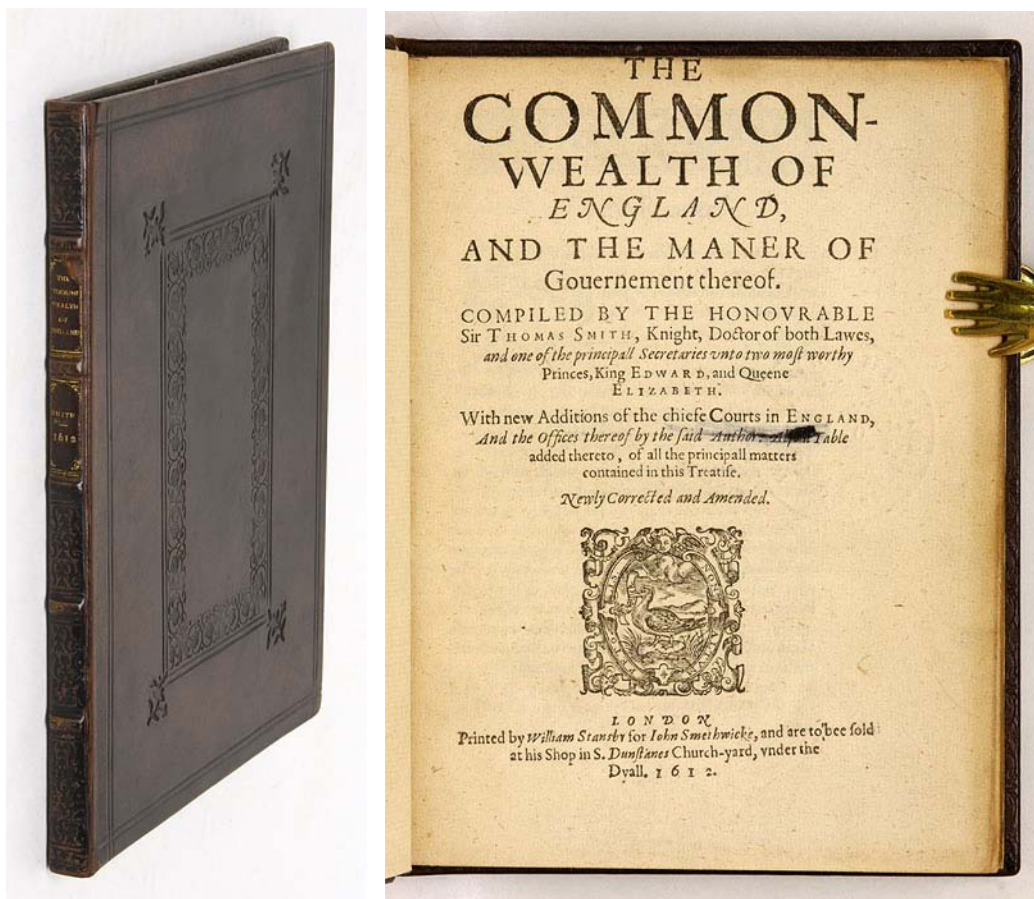 THE
WEALTH
OF
ENGLAND
SMITH
1612
THE
COMMON-
WEALTH OF
ENGLAND,
AND THE MANER OF
Gouernement thereof.
COMPILED BY THE HONOVRABLE
Sir THOMAS SMITH, Knight, Doctor of both Lawes,
and one of the principall Secretaries vnto two moſt worthy
Princes, King EDWARD, and Queene
ELIZABETH.
With new Additions of the chiefe Courts in ENGLAND,
And the Offices thereof by the ſaid Author: Table
added thereto, of all the principall matters
contained in this Treatiſe.
Newly Corrected and Amended.
LONDON
Printed by William Stansby for Iohn Smethwicke, and are to bee ſold
at his Shop in S. Dunſtanes Church-yard, vnder the
Dyall. 1612.